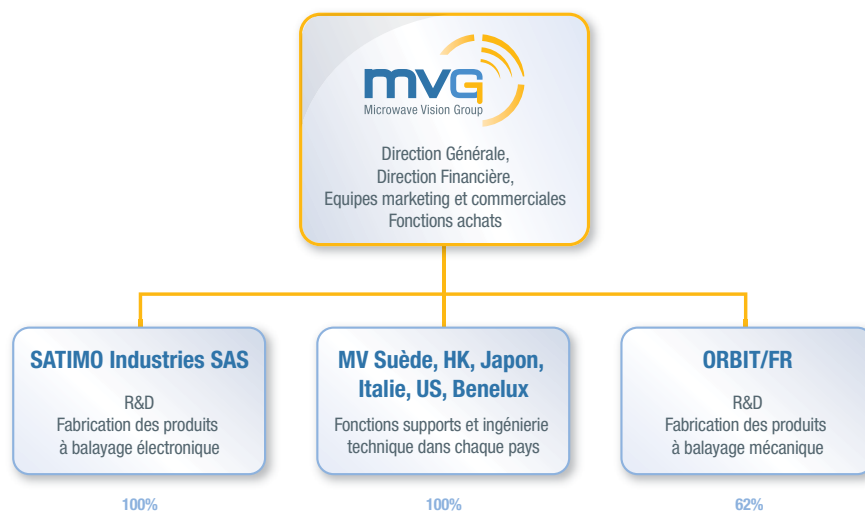 mvg
Microwave Vision Group
Direction Générale,
Direction Financière,
Equipes marketing et commerciales
Fonctions achats
SATIMO Industries SAS
R&D
Fabrication des produits
à balayage électronique
100%
MV Suède, HK, Japon,
Italie, US, Benelux
Fonctions supports et ingénierie
technique dans chaque pays
100%
ORBIT/FR
R&D
Fabrication des produits
à balayage mécanique
62%